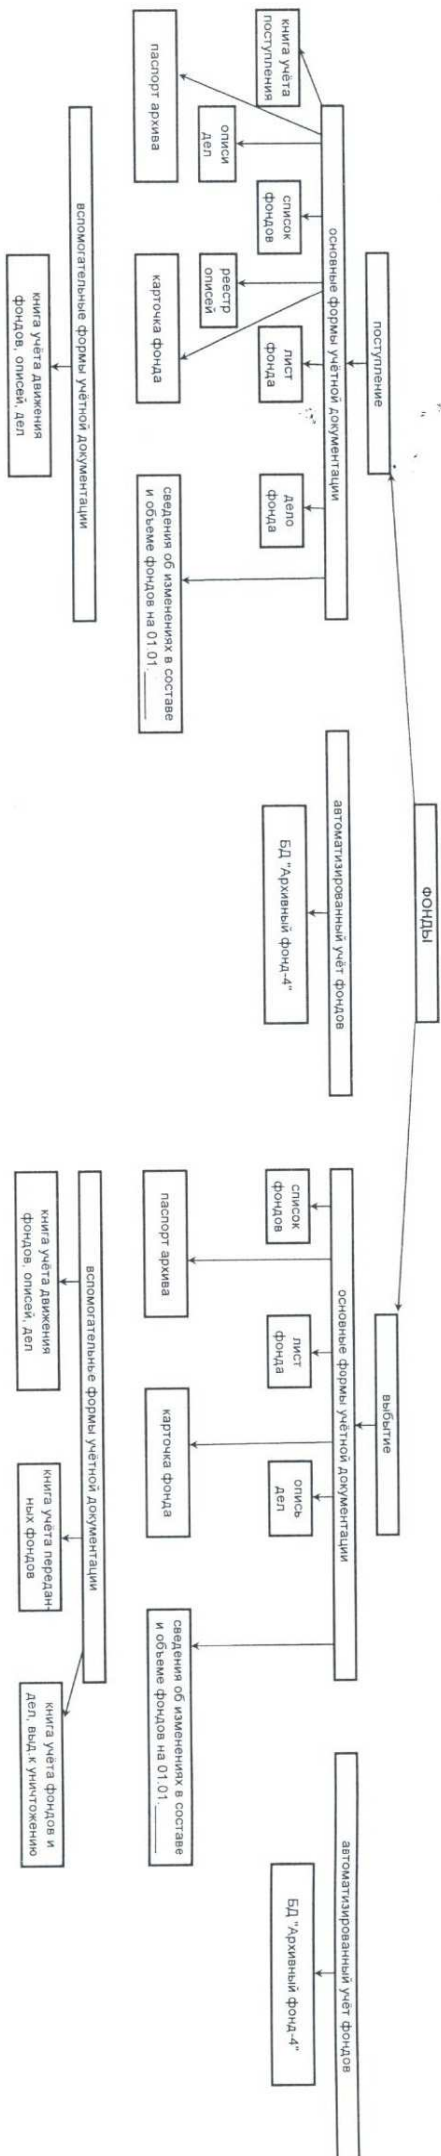 ФОНДЫ
поступление
основные формы учётной документации
книга учёта
поступления
список
фондов
лист
фонда
дело
фонда
описи
дел
реестр
описей
паспорт архива
карточка фонда
сведения об изменениях в составе
и объеме фондов на 01.01.______
вспомогательные формы учётной документации
книга учёта движения
фондов, описей, дел
автоматизированный учёт фондов
БД "Архивный фонд-4"
выбытие
основные формы учётной документации
список
фондов
лист
фонда
опись
дел
паспорт архива
карточка фонда
сведения об изменениях в составе
и объеме фондов на 01.01.______
вспомогательные формы учётной документации
книга учёта движения
фондов, описей, дел
книга учёта передан-
ных фондов
книга учёта фондов и
дел, выд.к уничтожению
автоматизированный учёт фондов
БД "Архивный фонд-4"